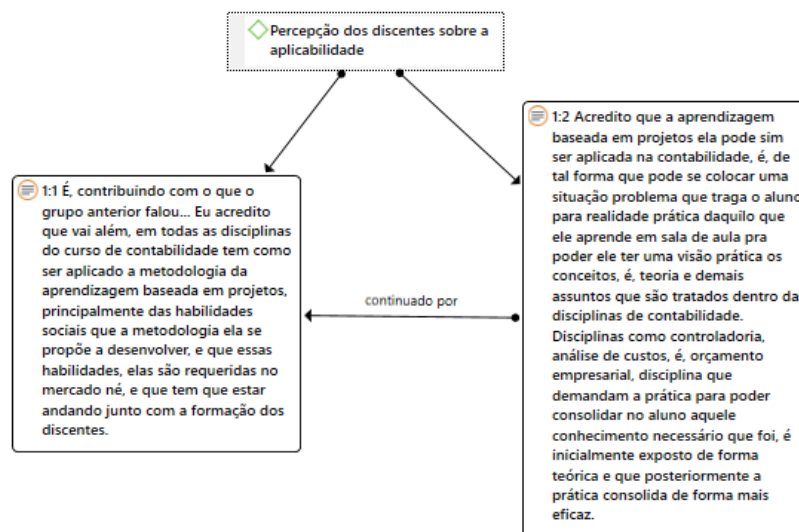 Percepção dos discentes sobre a
aplicabilidade
1:1 É, contribuindo com o que o
grupo anterior falou... Eu acredito
que vai além, em todas as disciplinas
do curso de contabilidade tem como
ser aplicado a metodologia da
aprendizagem baseada em projetos,
principalmente das habilidades
sociais que a metodologia ela se
propõe a desenvolver, e que essas
habilidades, elas são requeridas no
mercado né, e que tem que estar
andando junto com a formação dos
discentes.
continuado por
1:2 Acredito que a aprendizagem
baseada em projetos ela pode sim
ser aplicada na contabilidade, é, de
tal forma que pode se colocar uma
situação problema que traga o aluno
para realidade prática daquilo que
ele aprende em sala de aula pra
poder ele ter uma visão prática os
conceitos, é, teoria e demais
assuntos que são tratados dentro da
disciplinas de contabilidade.
Disciplinas como controladoria,
análise de custos, é, orçamento
empresarial, disciplina que
demandam a prática para poder
consolidar no aluno aquele
conhecimento necessário que foi, é
inicialmente exposto de forma
teórica e que posteriormente a
prática consolida de forma mais
eficaz.